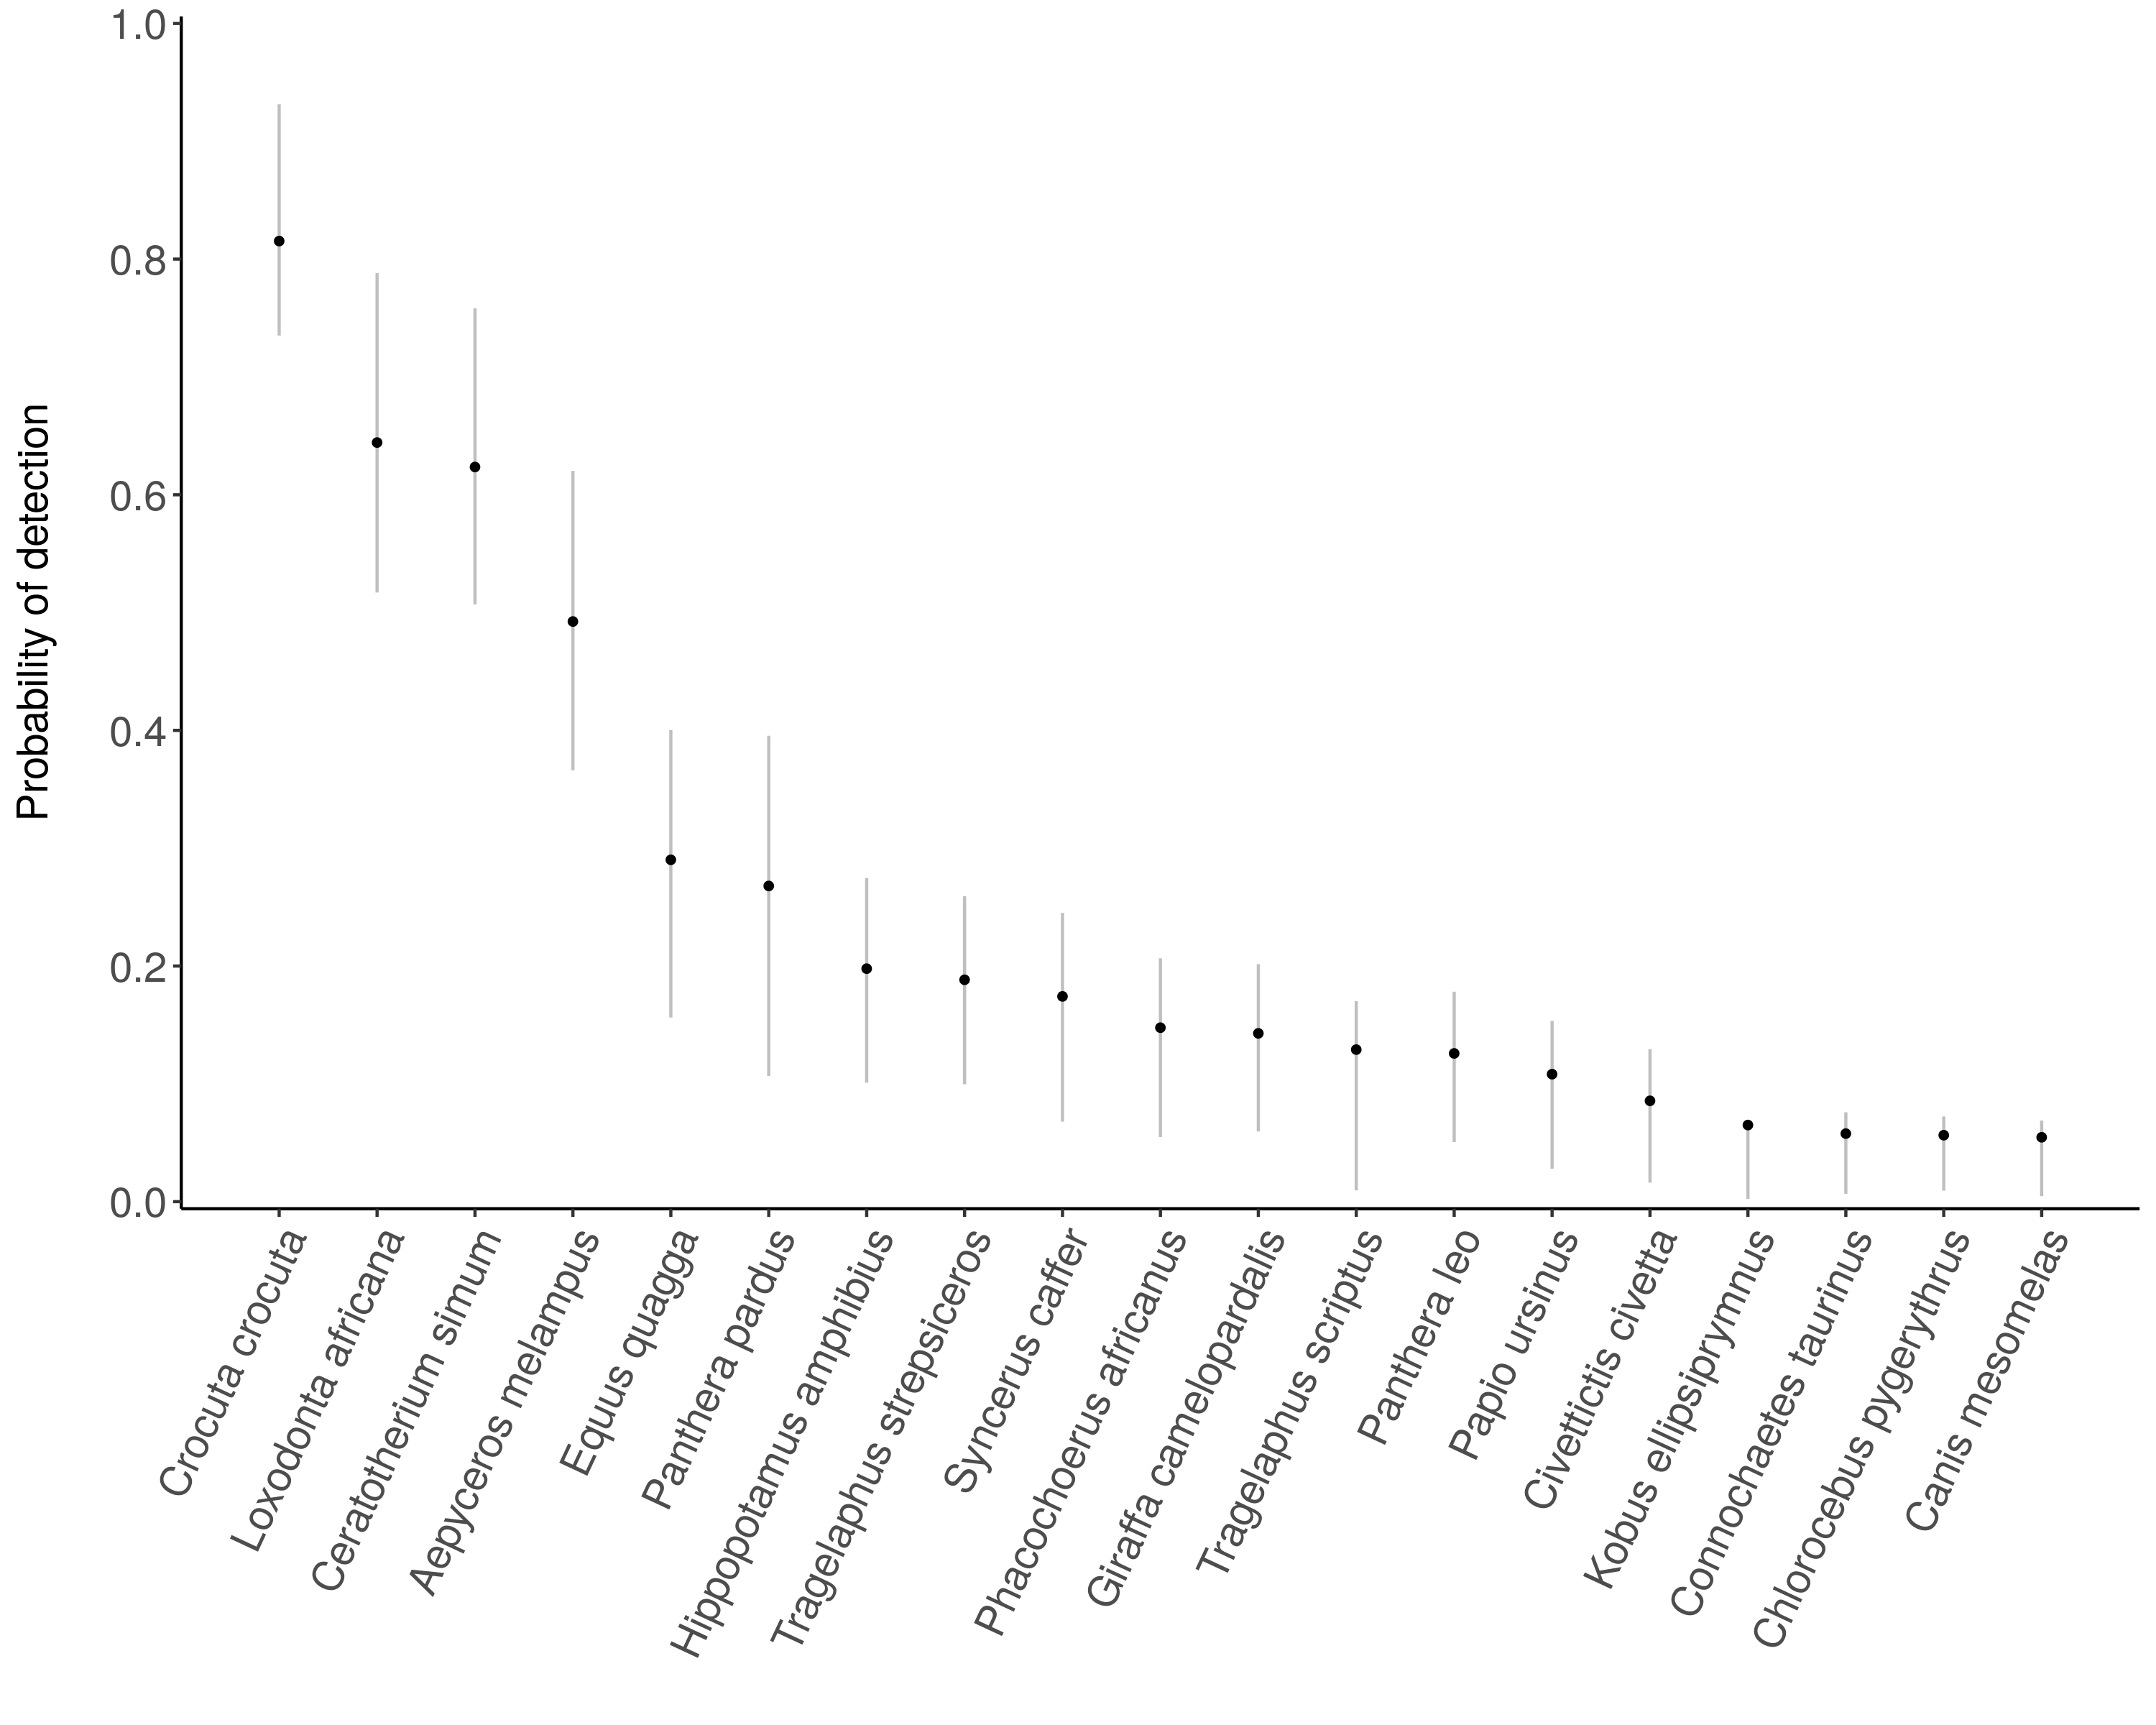 Probability of detection
1.0
0.8
0.6
0.4
0.2
0.0
Crocuta crocuta
Loxodonta africana
Ceratotherium simum
Aepyceros melampus
Equus quagga
Panthera pardus
Hippopotamus amphibius
Tragelaphus strepsiceros
Syncerus caffer
Phacochoerus africanus
Giraffa camelopardalis
Tragelaphus scriptus
Panthera leo
Papio ursinus
Civettictis civetta
Kobus ellipsiprymnus
Connochaetes taurinus
Chlorocebus pygerythrus
Canis mesomelas